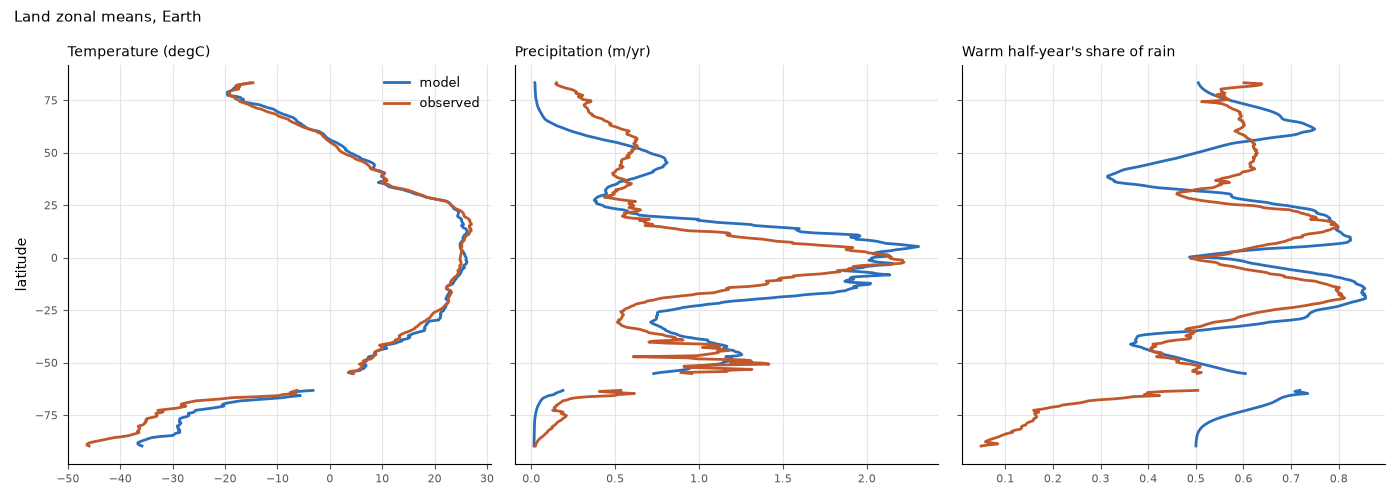 Land zonal means, Earth
Temperature (degC)
Precipitation (m/yr)
Warm half-year's share of rain
model
observed
latitude
75
50
25
0
−25
−50
−75
−50 −40 −30 −20 −10 0 10 20 30
0.0 0.5 1.0 1.5 2.0
0.1 0.2 0.3 0.4 0.5 0.6 0.7 0.8